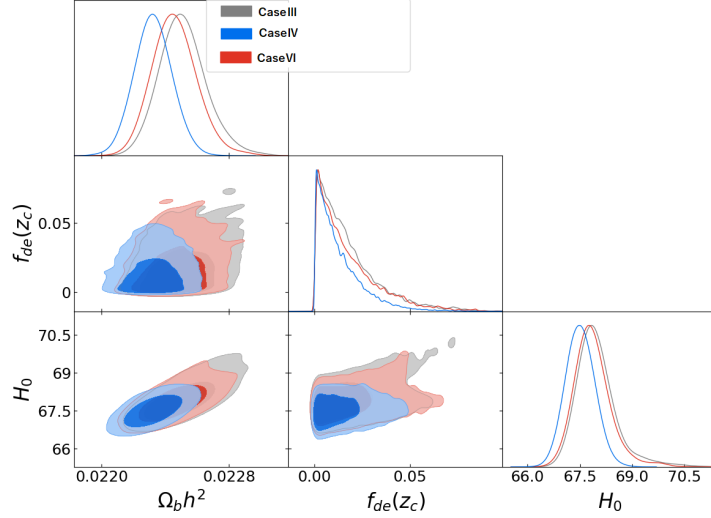 CaseIII
CaseIV
CaseVI
f_de(z_c)
0.05
0
H_0
70.5
69
67.5
66
0.0220
0.0228
0.00
0.05
66.0
67.5
69.0
70.5
Ω_b h^2
f_de(z_c)
H_0